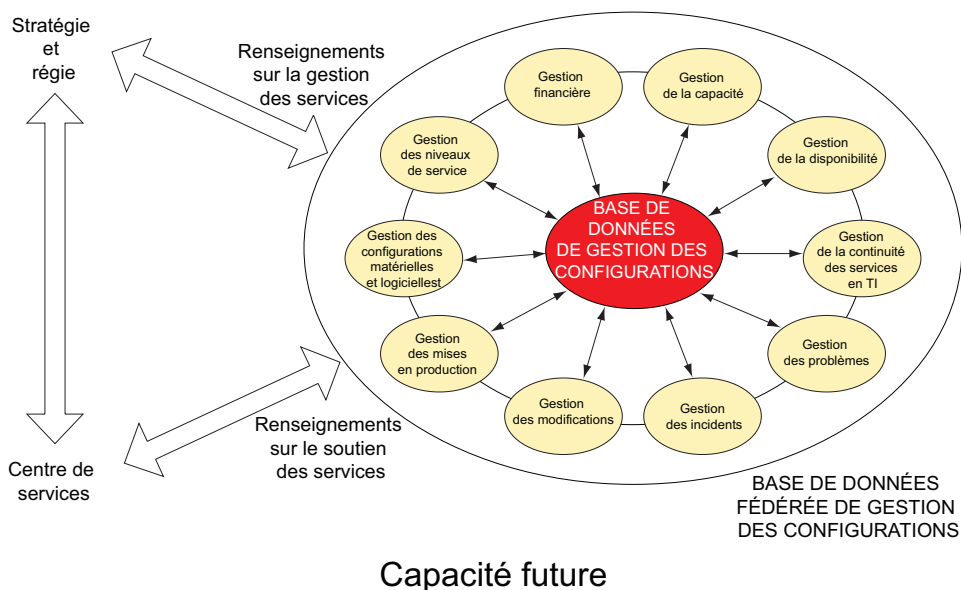 Stratégie
et
régie
Renseignements
sur la gestion
des services
Gestion
financière
Gestion
de la capacité
Gestion
des niveaux
de service
Gestion
de la disponibilité
BASE DE
DONNÉES
DE GESTION DES
CONFIGURATIONS
Gestion des
configurations
matérielles
et logiciellest
Gestion
de la continuité
des services
en TI
Gestion
des mises
en production
Gestion
des problèmes
Gestion
des modifications
Gestion
des incidents
Renseignements
sur le soutien
des services
Centre de
services
BASE DE DONNÉES
FÉDÉRÉE DE GESTION
DES CONFIGURATIONS
Capacité future